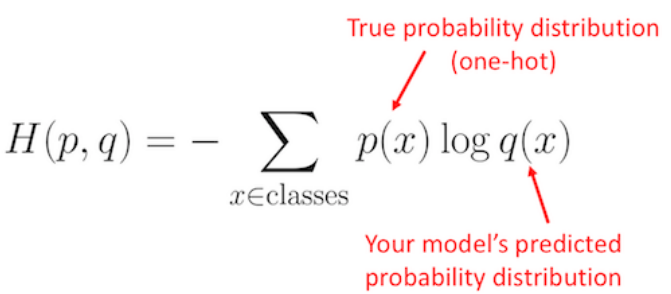 True probability distribution
(one-hot)
H(p, q) = − ∑ p(x) log q(x)
x∈classes
Your model's predicted
probability distribution